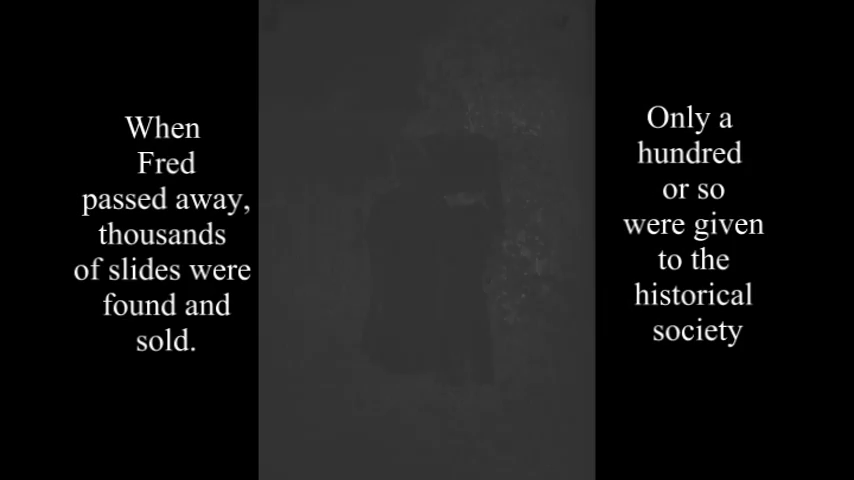 When
Fred
passed away,
thousands
of slides were
found and
sold.
Only a
hundred
or so
were given
to the
historical
society